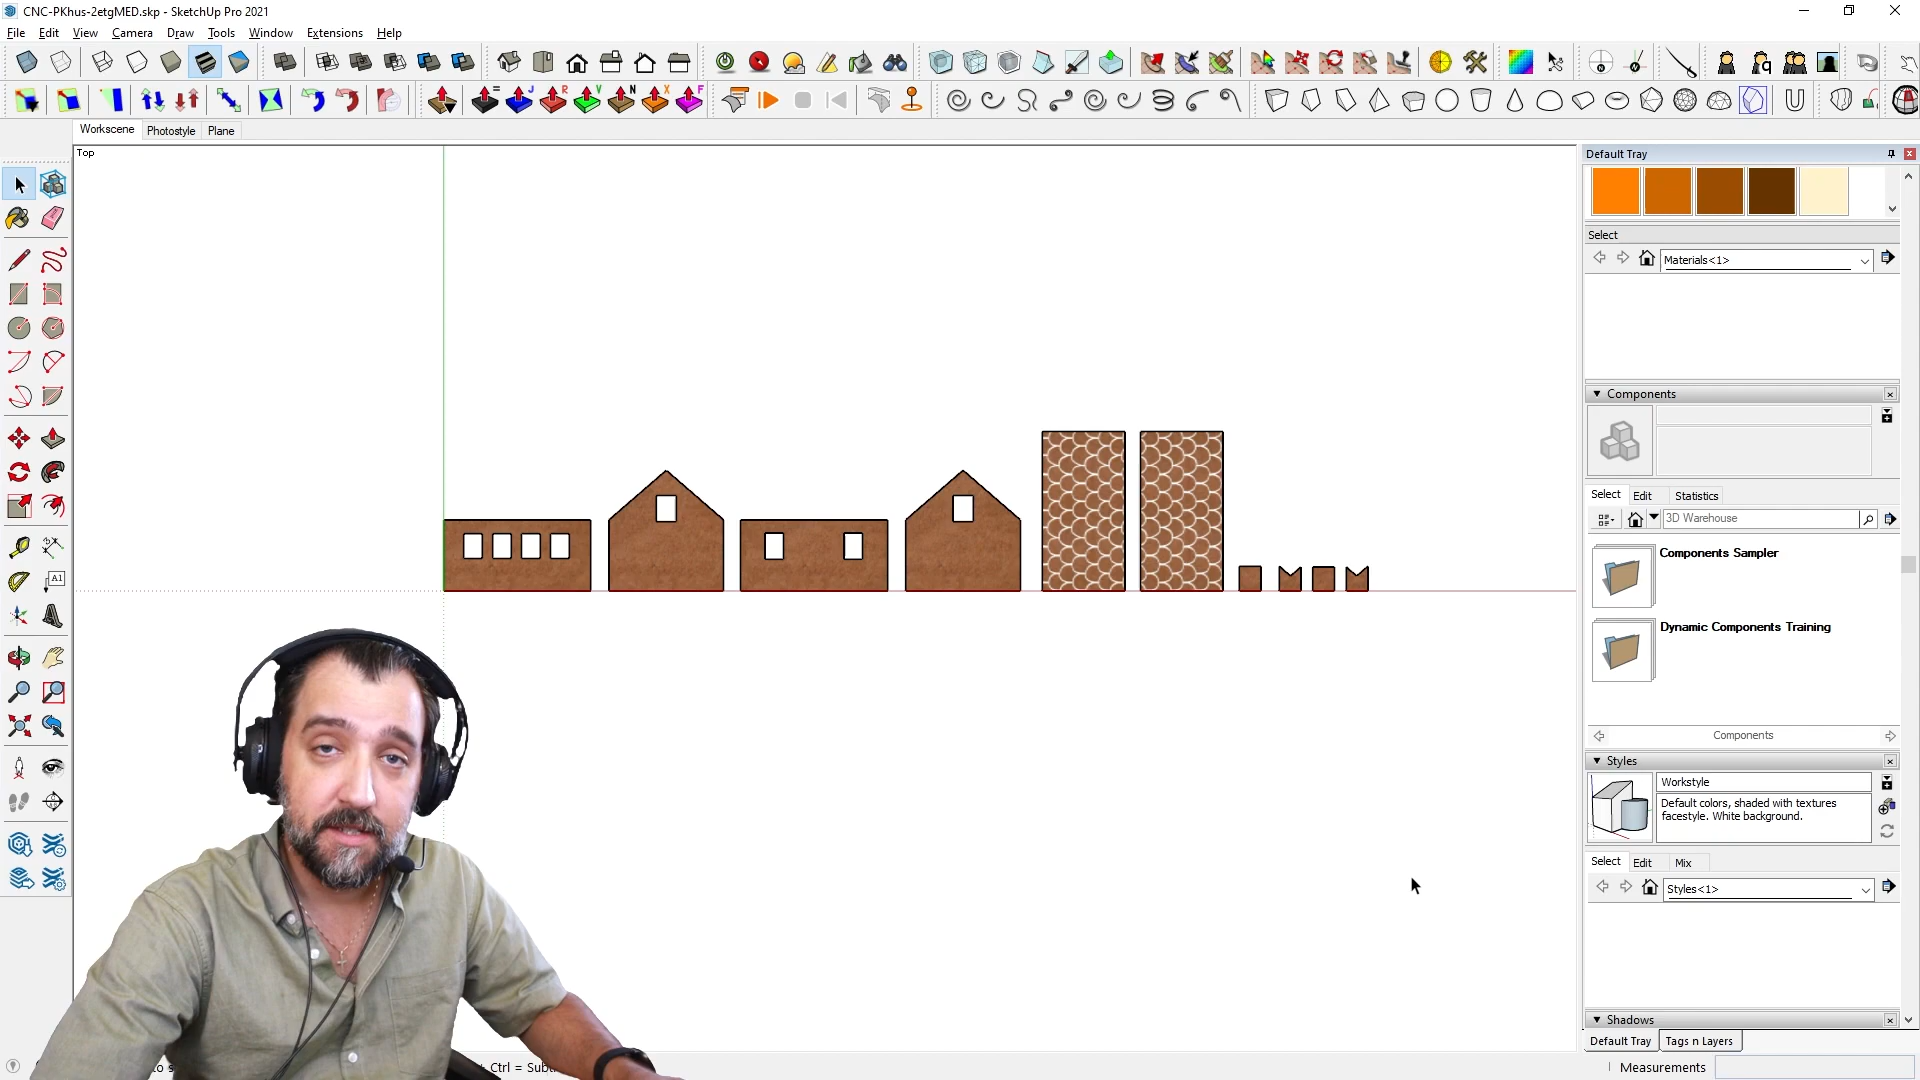 CNC-PKhus-2etgMED.skp - SketchUp Pro 2021
File Edit View Camera Draw Tools Window Extensions Help
= J R V N X F
Workscene Photostyle Plane
Top
Default Tray
Select
Materials<1>
Components
Select Edit Statistics
3D Warehouse
Components Sampler
A1
Dynamic Components Training
Components
Styles
Workstyle
Default colors, shaded with textures
facestyle. White background.
Select Edit Mix
Styles<1>
Shadows
Default Tray Tags n Layers
Ctrl =
Measurements